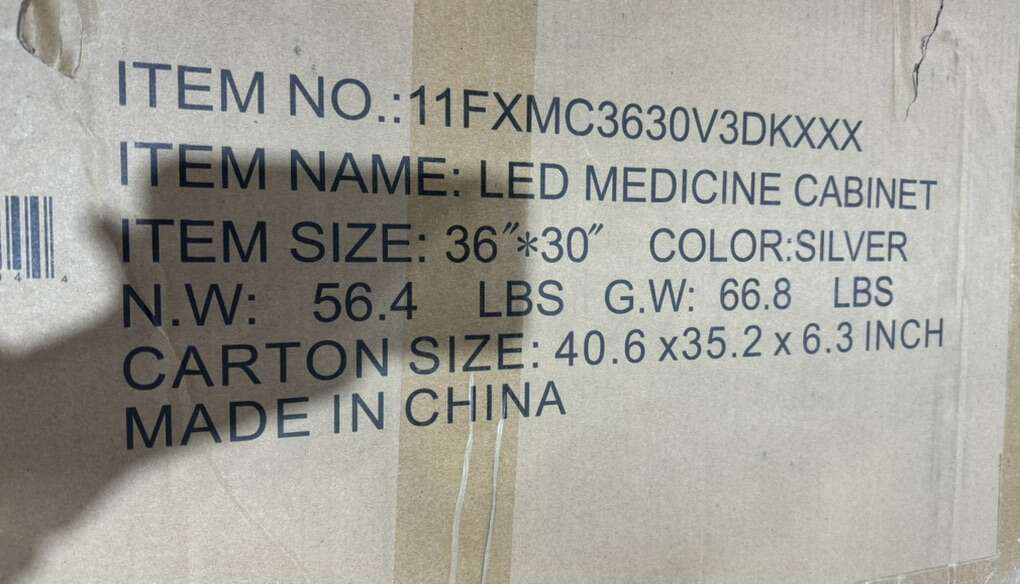 ITEM NO.:11FXMC3630V3DKXXX
ITEM NAME: LED MEDICINE CABINET
ITEM SIZE: 36″*30″ COLOR:SILVER
N.W: 56.4 LBS G.W: 66.8 LBS
CARTON SIZE: 40.6 x35.2 x 6.3 INCH
MADE IN CHINA